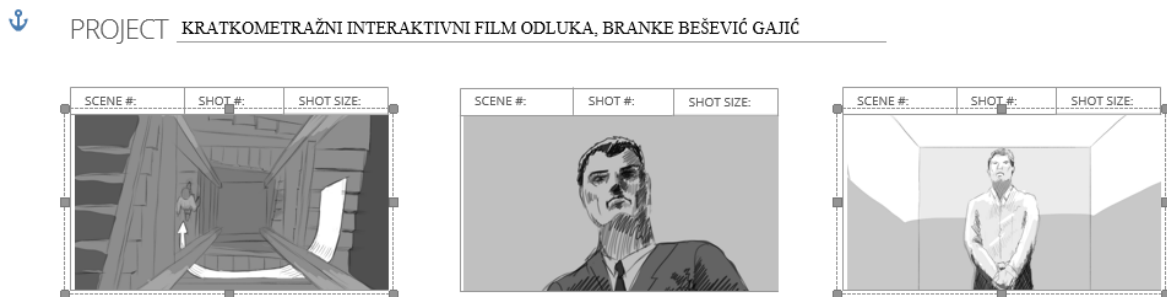 PROJECT KRATKOMETRAŽNI INTERAKTIVNI FILM ODLUKA, BRANKE BEŠEVIĆ GAJIĆ
SCENE #: SHOT #: SHOT SIZE: SCENE #: SHOT #: SHOT SIZE: SCENE #: SHOT #: SHOT SIZE: